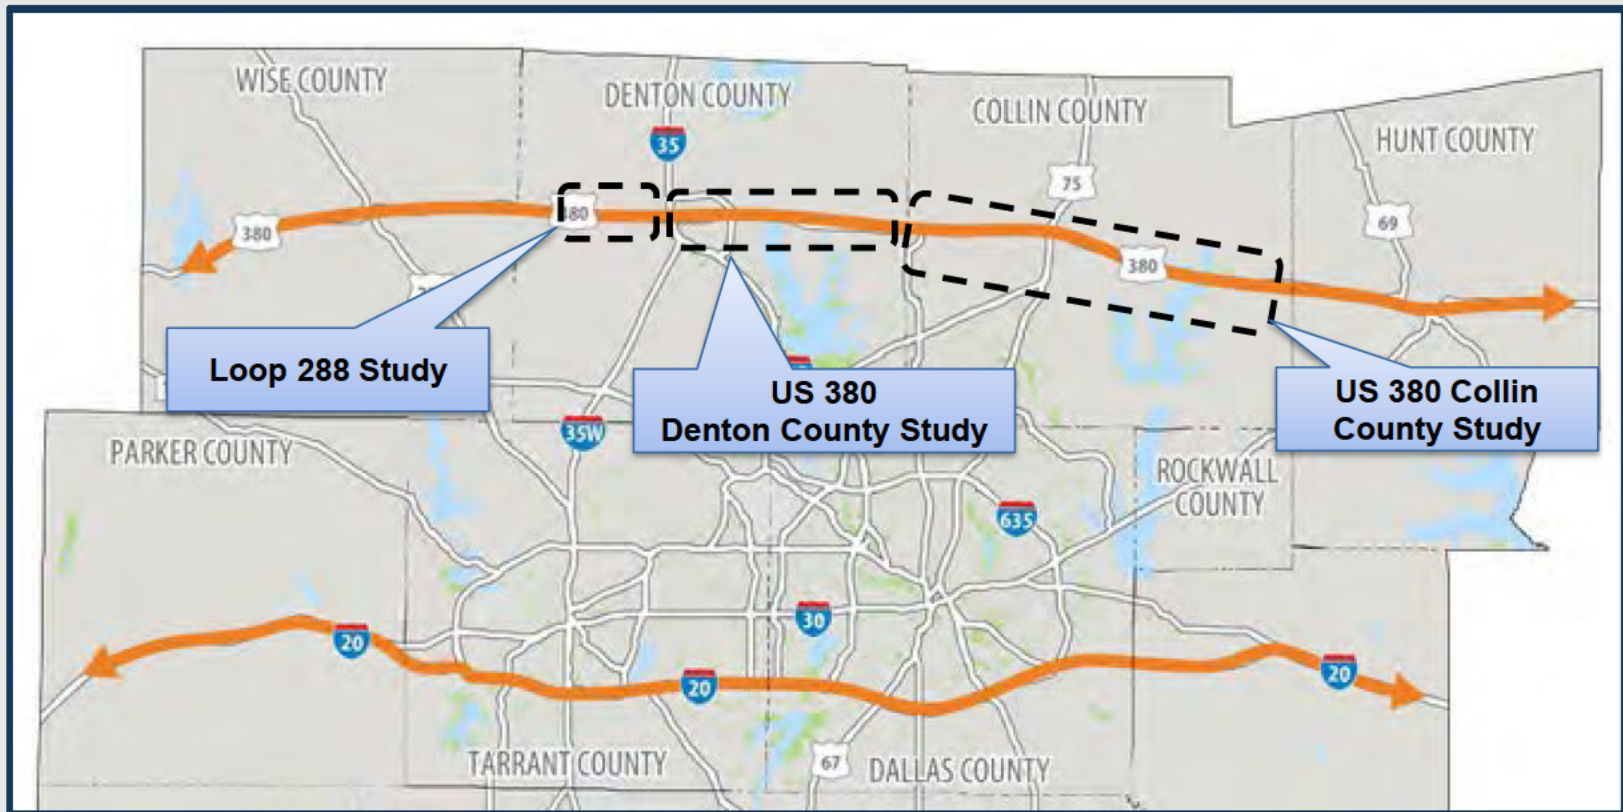 WISE COUNTY
DENTON COUNTY
COLLIN COUNTY
HUNT COUNTY
35
75
380
380
69
380
Loop 288 Study
US 380
Denton County Study
US 380 Collin
County Study
35W
PARKER COUNTY
ROCKWALL
COUNTY
635
30
20
20
20
TARRANT COUNTY
67
DALLAS COUNTY